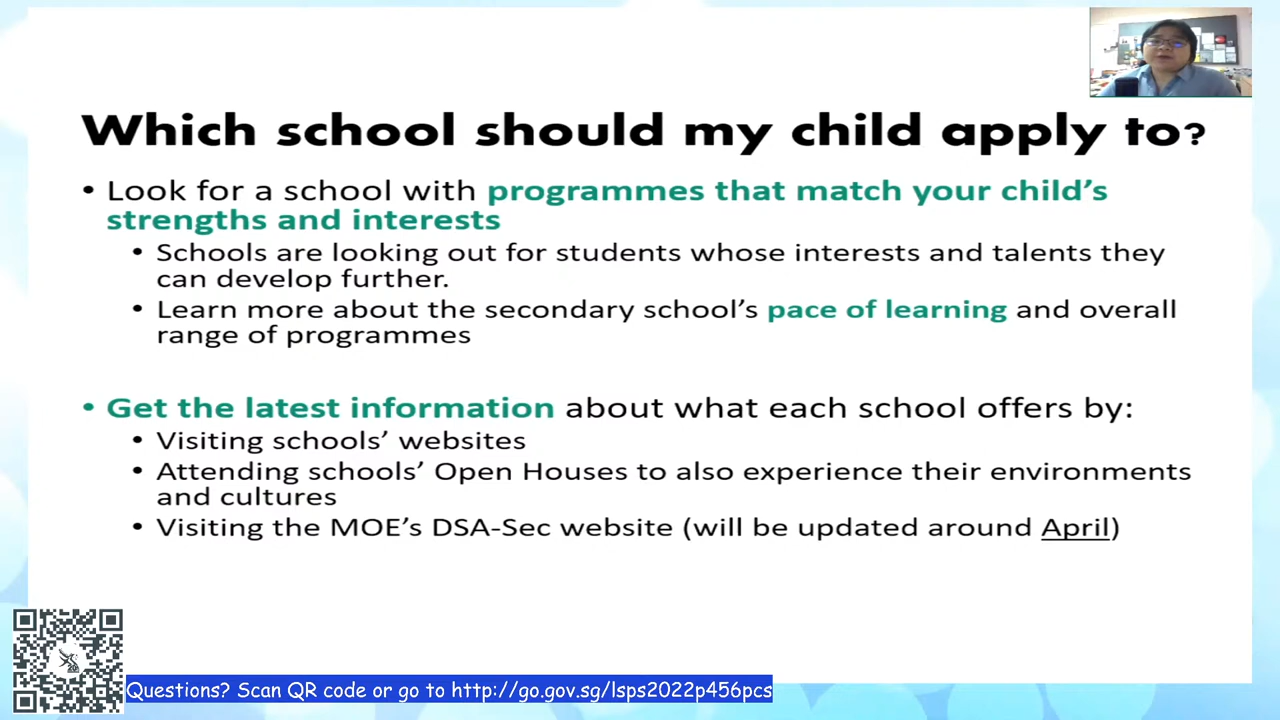 Which school should my child apply to?
• Look for a school with programmes that match your child's
strengths and interests
• Schools are looking out for students whose interests and talents they
can develop further.
• Learn more about the secondary school's pace of learning and overall
range of programmes
• Get the latest information about what each school offers by:
• Visiting schools' websites
• Attending schools' Open Houses to also experience their environments
and cultures
• Visiting the MOE's DSA-Sec website (will be updated around April)
Questions? Scan QR code or go to http://go.gov.sg/lsps2022p456pcs